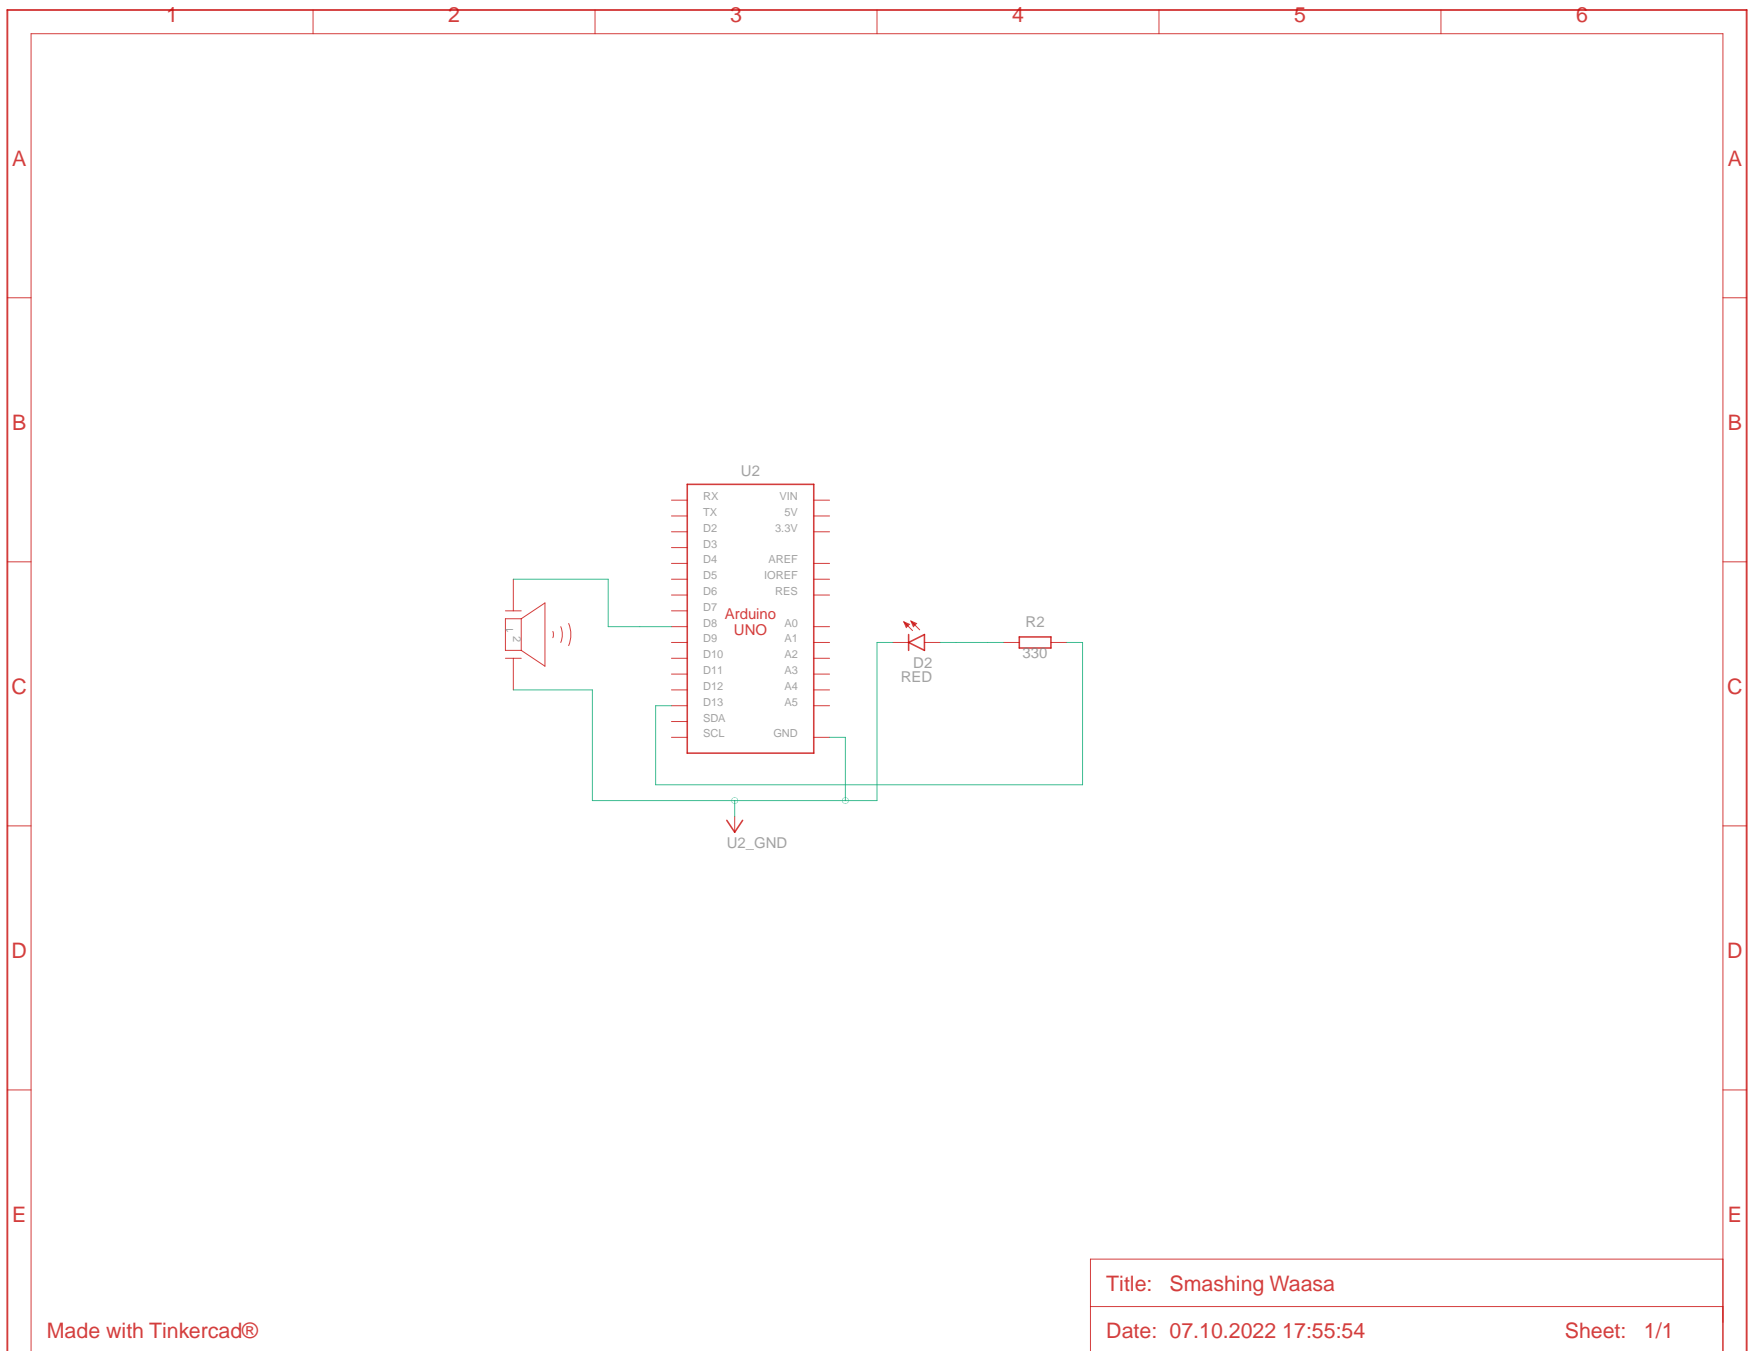 1 2 3 4 5 6
A A
B B
U2
RX VIN
TX 5V
D2 3.3V
D3
D4 AREF
D5 IOREF
D6 RES
D7
Arduino
UNO
D8 A0
D9 A1
D10 A2
D11 A3
D12 A4
D13 A5
SDA
SCL GND
1
2
R2
330
D2
RED
C C
U2_GND
D D
E E
Title: Smashing Waasa
Made with Tinkercad®
Date: 07.10.2022 17:55:54 Sheet: 1/1